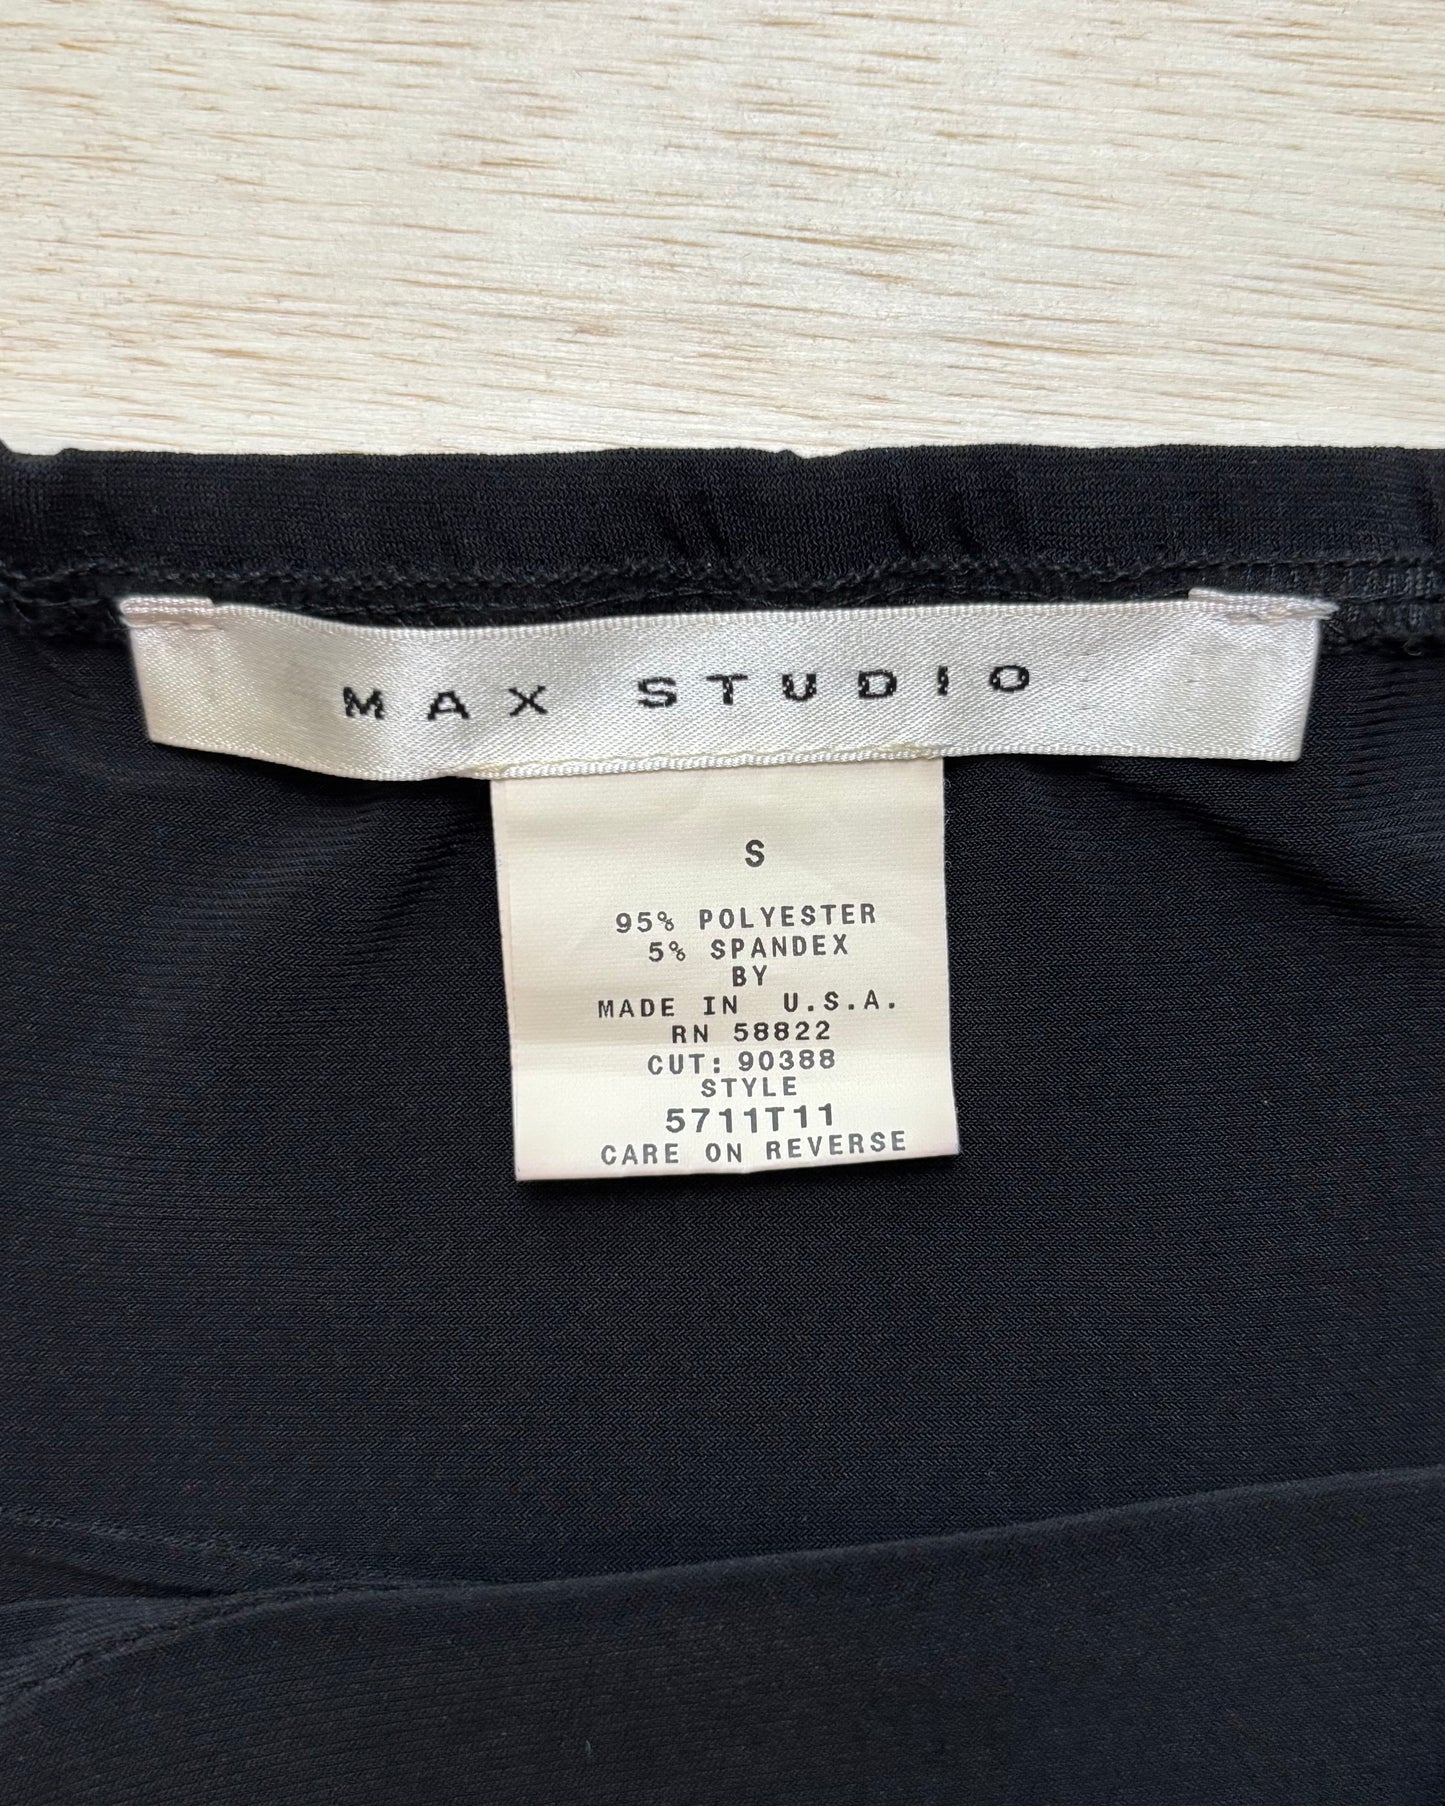 MAX STUDIO
S
95% POLYESTER
5% SPANDEX
BY
MADE IN U.S.A.
RN 58822
CUT: 90388
STYLE
5711T11
CARE ON REVERSE